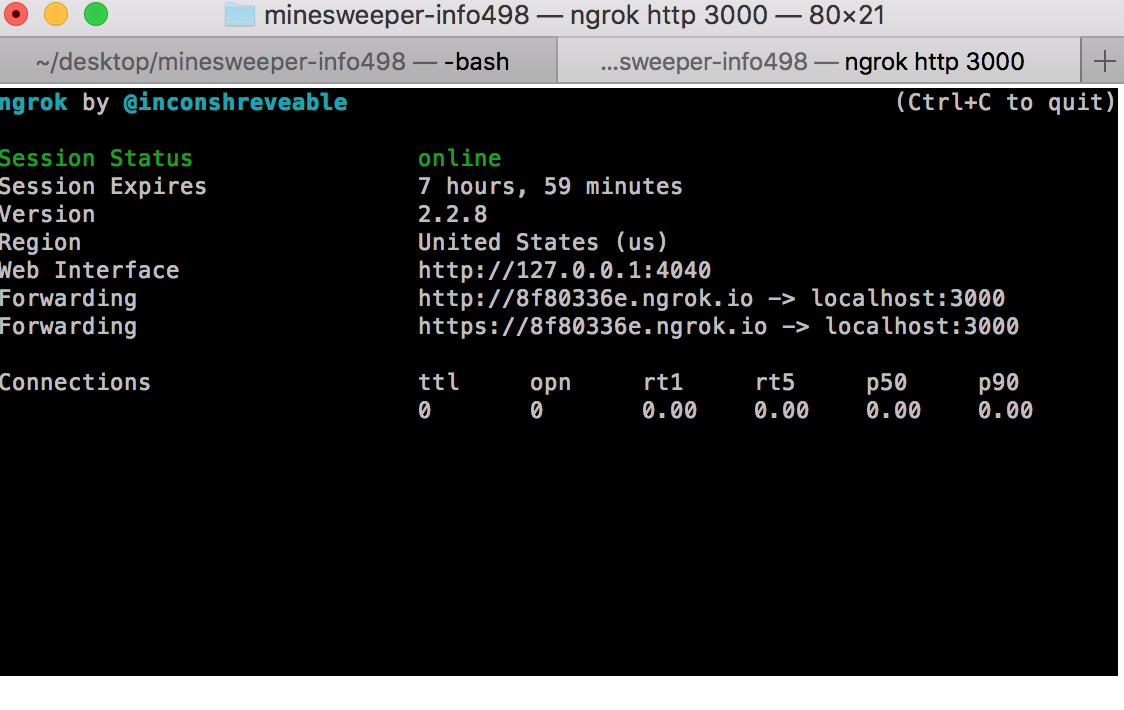 minesweeper-info498 — ngrok http 3000 — 80×21
~/desktop/minesweeper-info498 — -bash ...sweeper-info498 — ngrok http 3000 +
ngrok by @inconshreveable (Ctrl+C to quit)
Session Status online
Session Expires 7 hours, 59 minutes
Version 2.2.8
Region United States (us)
Web Interface http://127.0.0.1:4040
Forwarding http://8f80336e.ngrok.io -> localhost:3000
Forwarding https://8f80336e.ngrok.io -> localhost:3000
Connections ttl opn rt1 rt5 p50 p90
0 0 0.00 0.00 0.00 0.00